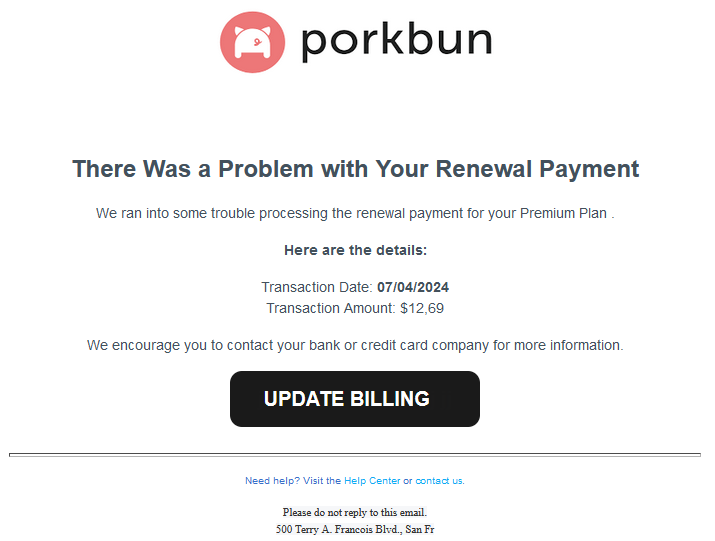 porkbun
There Was a Problem with Your Renewal Payment
We ran into some trouble processing the renewal payment for your Premium Plan .
Here are the details:
Transaction Date: 07/04/2024
Transaction Amount: $12,69
We encourage you to contact your bank or credit card company for more information.
UPDATE BILLING
Need help? Visit the Help Center or contact us.
Please do not reply to this email.
500 Terry A. Francois Blvd., San Fr